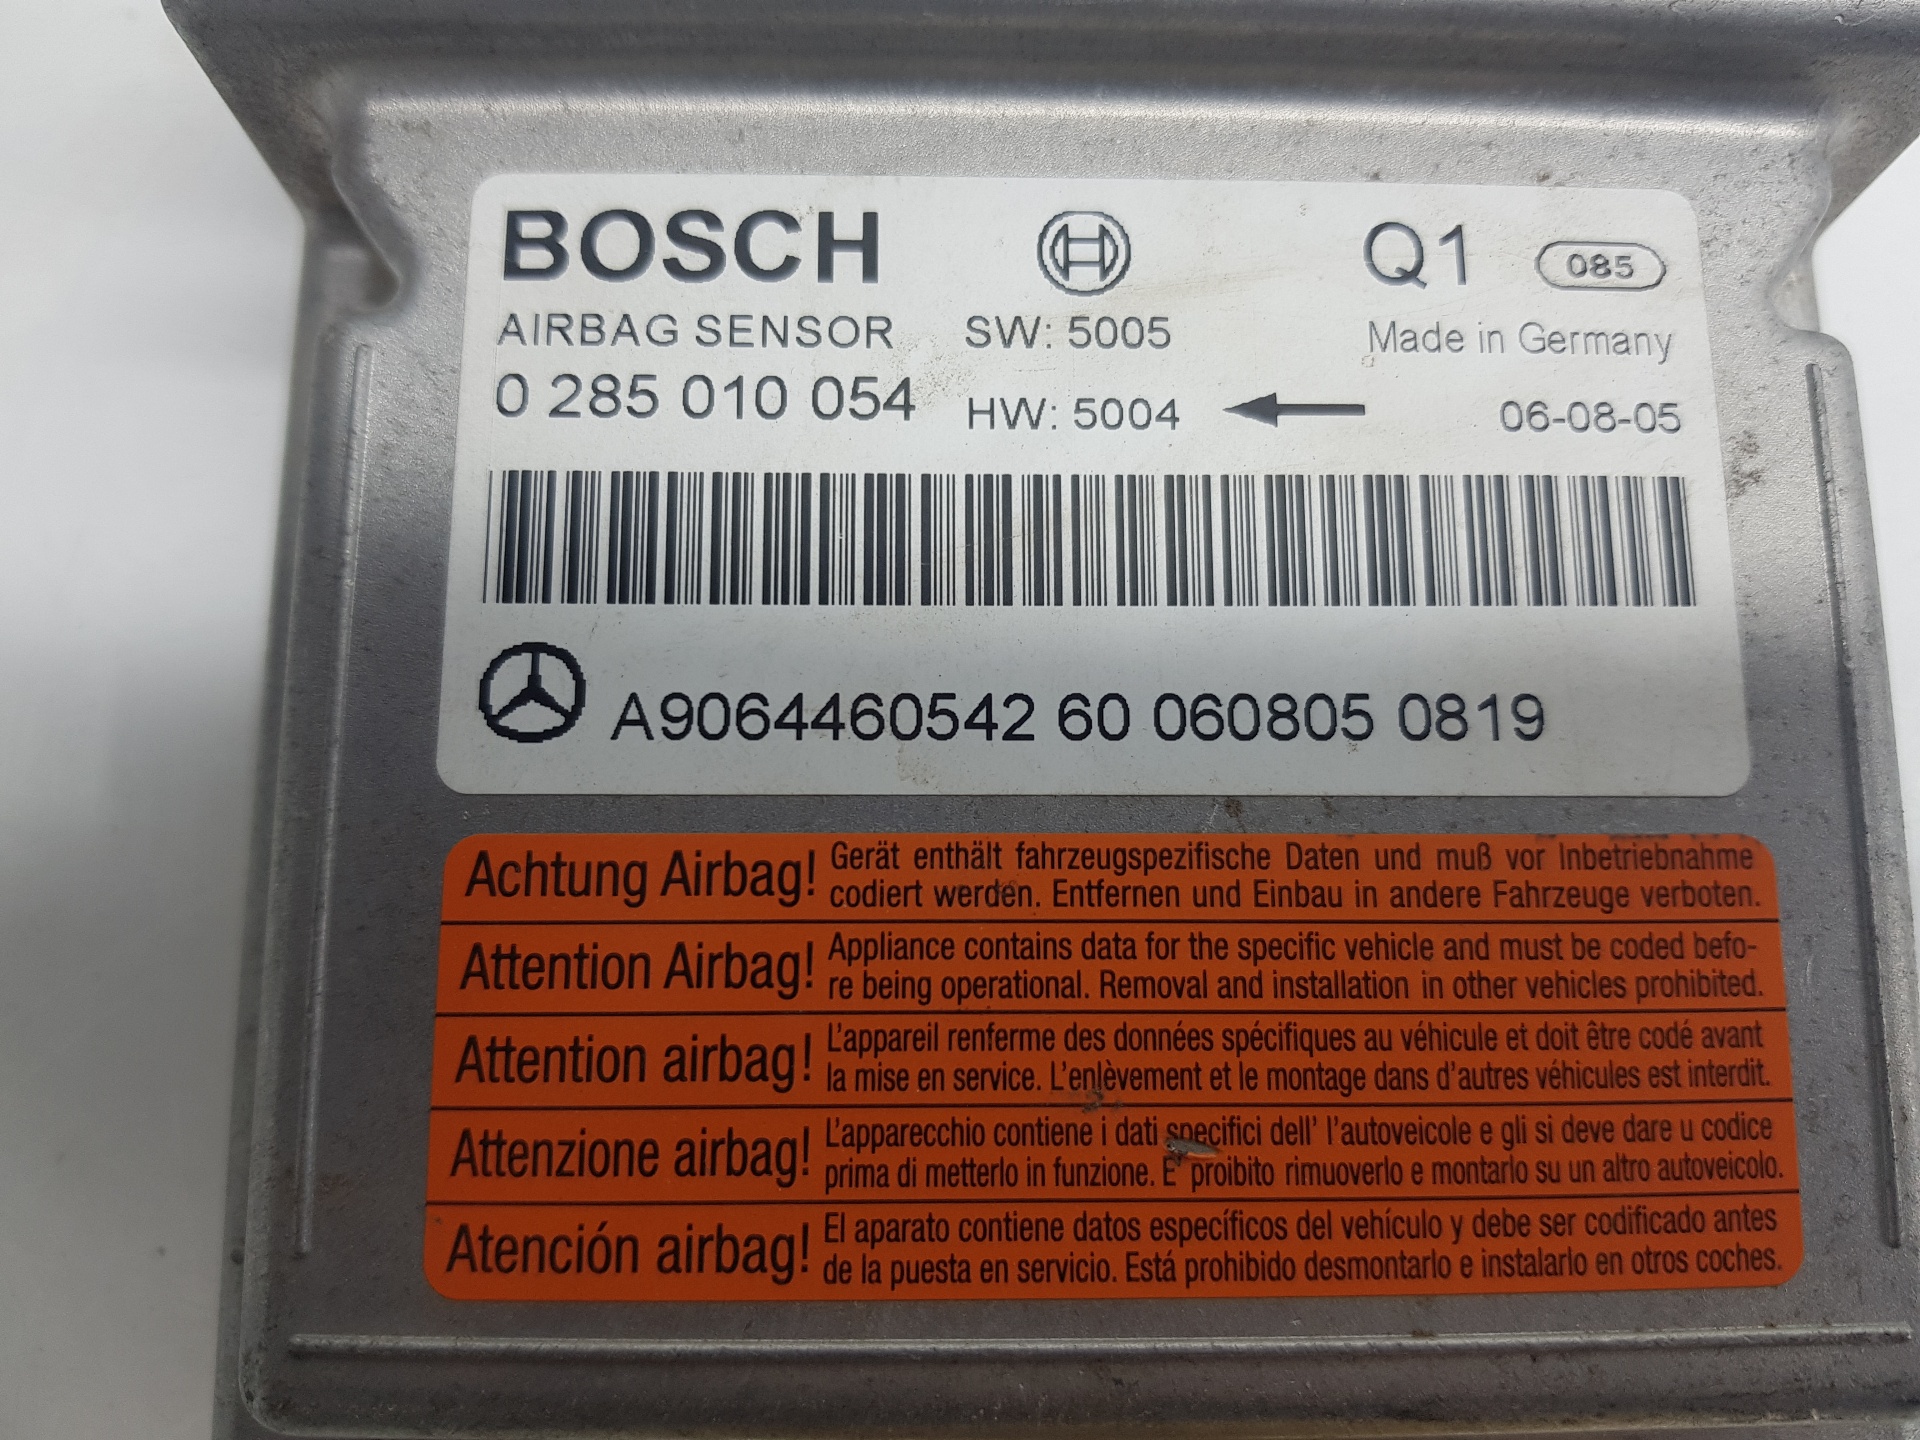 BOSCH
Q1
085
AIRBAG SENSOR
SW: 5005
Made in Germany
0 285 010 054
HW: 5004
06-08-05
A9064460542 60 060805 0819
Achtung Airbag!
Gerät enthält fahrzeugspezifische Daten und muß vor Inbetriebnahme
codiert werden. Entfernen und Einbau in andere Fahrzeuge verboten.
Attention Airbag!
Appliance contains data for the specific vehicle and must be coded befo-
re being operational. Removal and installation in other vehicles prohibited.
Attention airbag!
L'appareil renferme des données spécifiques au véhicule et doit être codé avant
la mise en service. L'enlèvement et le montage dans d'autres véhicules est interdit.
Attenzione airbag!
L'apparecchio contiene i dati specifici dell' l'autoveicole e gli si deve dare u codice
prima di metterlo in funzione. E' proibito rimuoverlo e montarlo su un altro autoveicolo.
Atención airbag!
El aparato contiene datos específicos del vehículo y debe ser codificado antes
de la puesta en servicio. Está prohibido desmontarlo e instalarlo en otros coches.